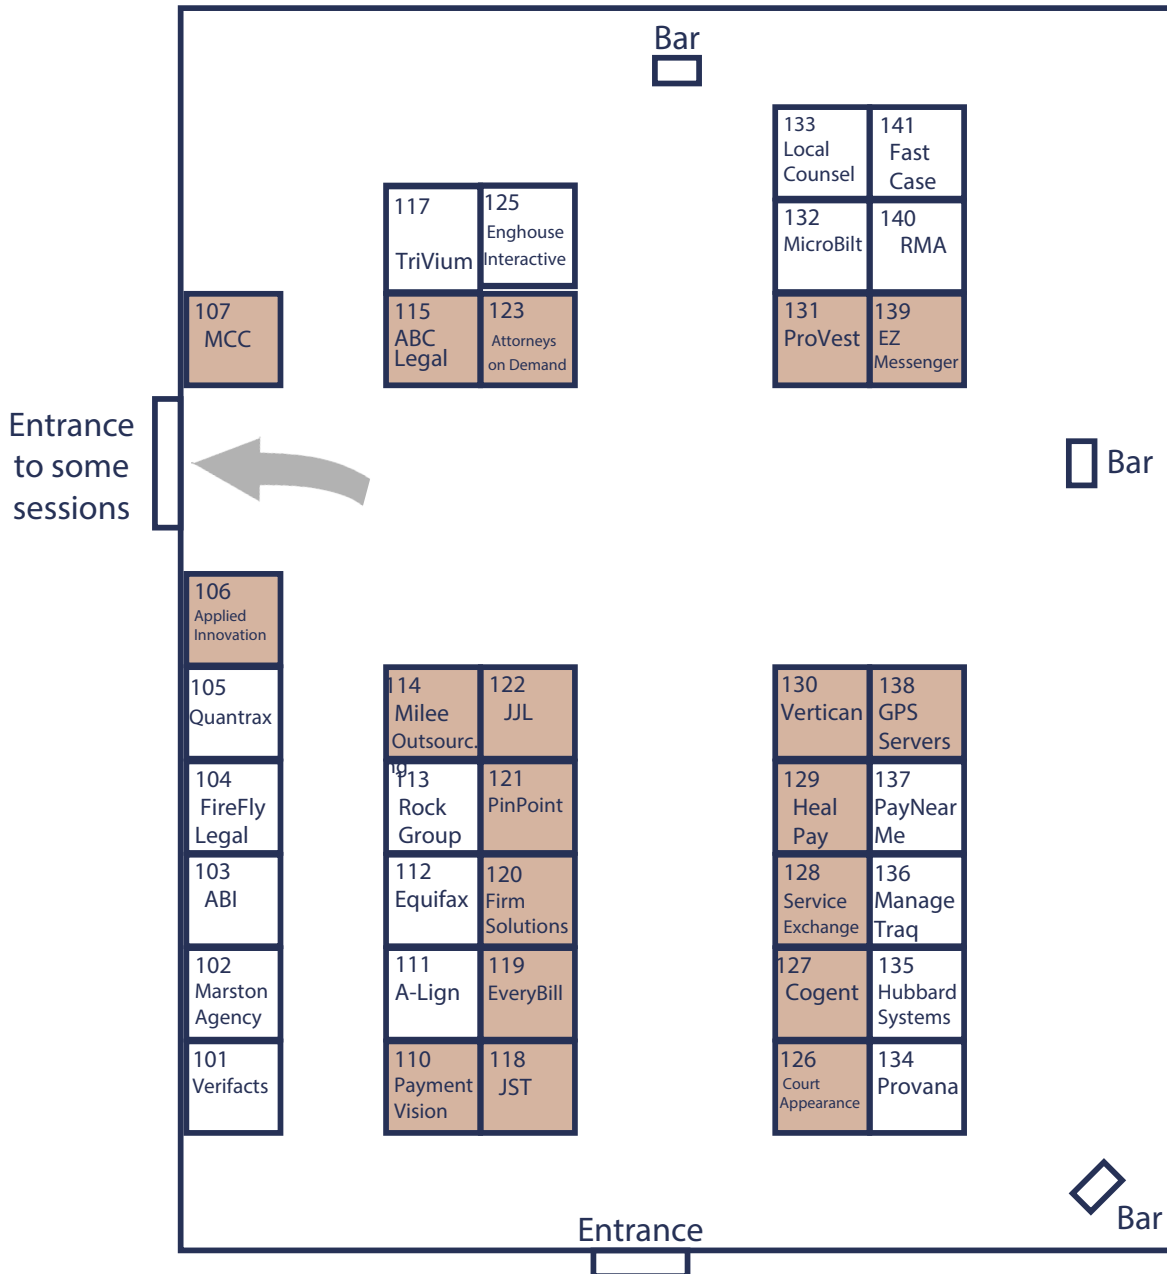 Bar
133
Local
Counsel
141
Fast
Case
117
TriVium
125
Enghouse
Interactive
132
MicroBilt
140
RMA
107
MCC
115
ABC
Legal
123
Attorneys
on Demand
131
ProVest
139
EZ
Messenger
Entrance
to some
sessions
Bar
106
Applied
Innovation
105
Quantrax
114
Milee
Outsourc.
ng
122
JJL
130
Vertican
138
GPS
Servers
104
FireFly
Legal
113
Rock
Group
121
PinPoint
129
Heal
Pay
137
PayNear
Me
103
ABI
112
Equifax
120
Firm
Solutions
128
Service
Exchange
136
Manage
Traq
102
Marston
Agency
111
A-Lign
119
EveryBill
127
Cogent
135
Hubbard
Systems
101
Verifacts
110
Payment
Vision
118
JST
126
Court
Appearance
134
Provana
Bar
Entrance